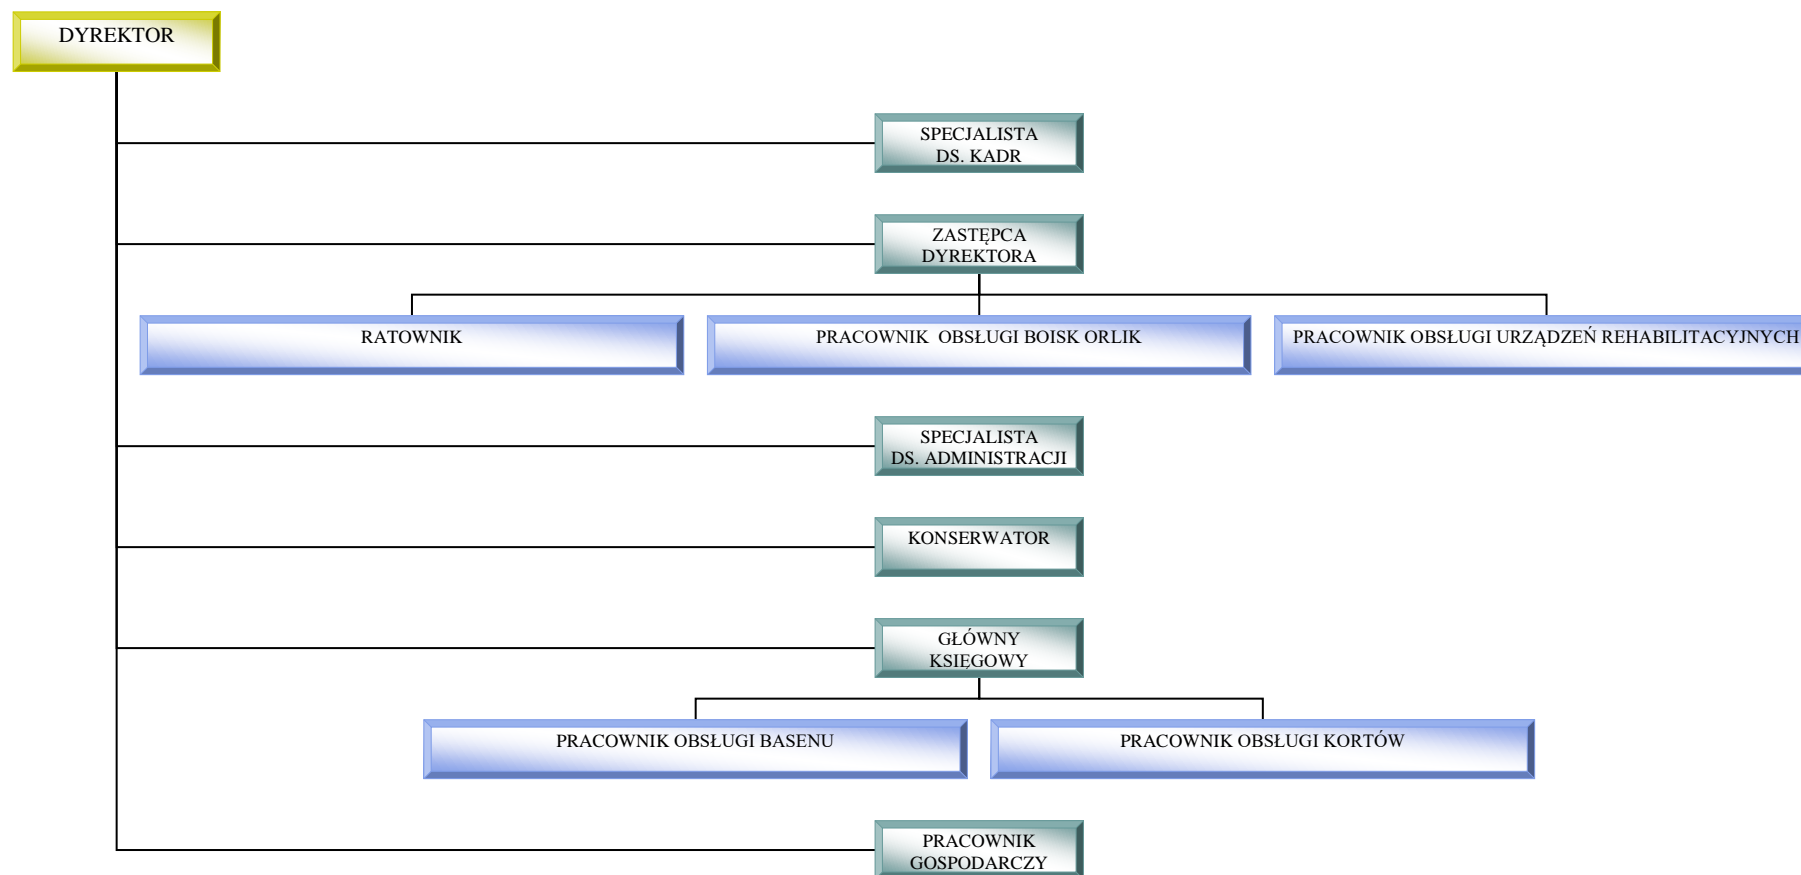 DYREKTOR
SPECJALISTA
DS. KADR
ZASTĘPCA
DYREKTORA
RATOWNIK
PRACOWNIK  OBSŁUGI BOISK ORLIK
PRACOWNIK OBSŁUGI URZĄDZEŃ REHABILITACYJNYCH
SPECJALISTA
DS. ADMINISTRACJI
KONSERWATOR
GŁÓWNY
KSIĘGOWY
PRACOWNIK OBSŁUGI BASENU
PRACOWNIK OBSŁUGI KORTÓW
PRACOWNIK
GOSPODARCZY